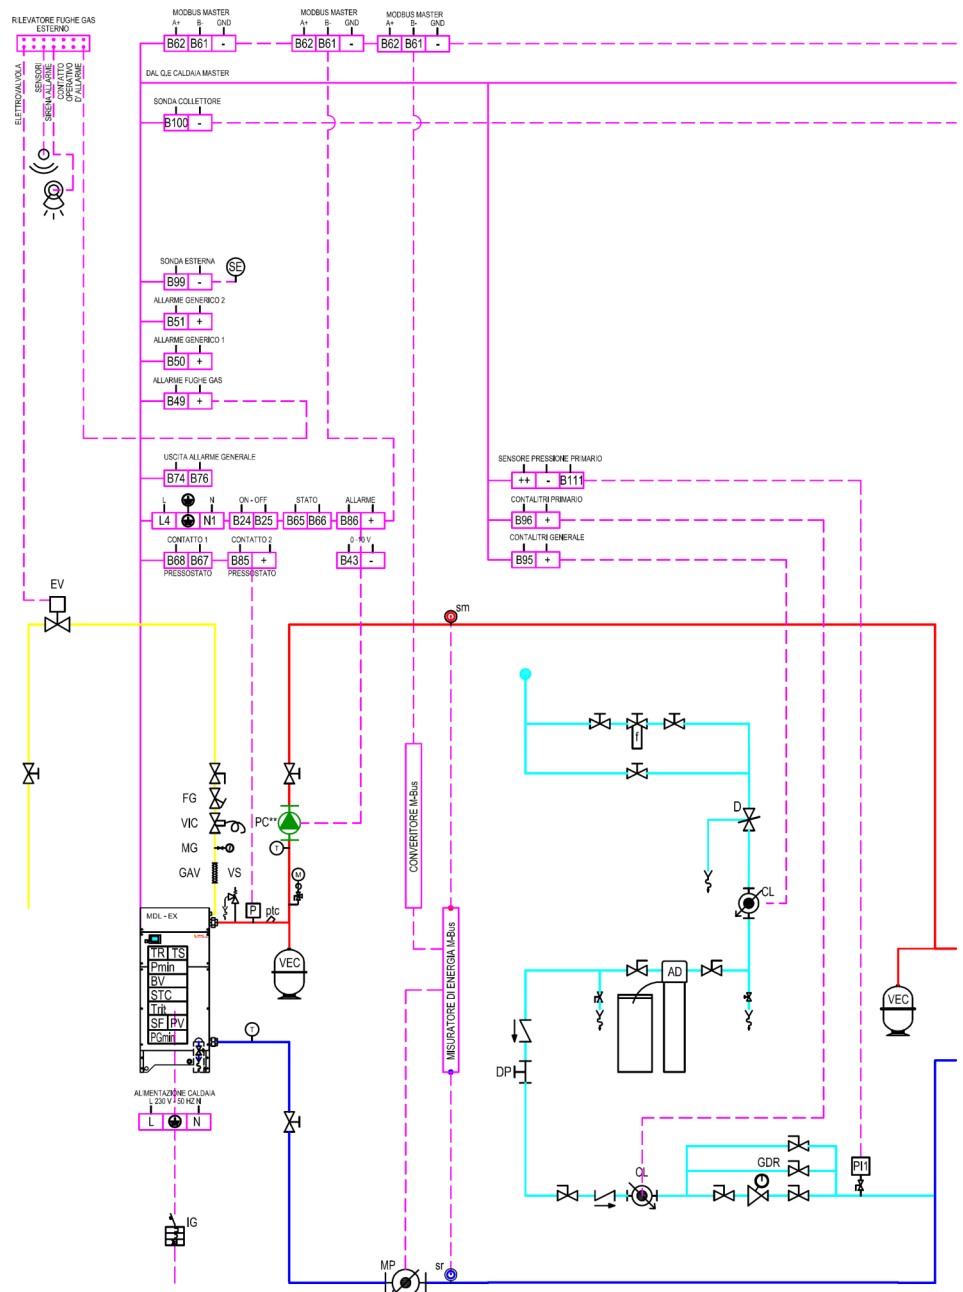 RILEVATORE FUGHE GAS
ESTERNO
ELETTROVALVOLA
SENSORI
SIRENA ALLARME
CONTATTO
OPERATIVO
D'ALLARME
MODBUS MASTER
A+ B- GND
B62 B61 -
MODBUS MASTER
A+ B- GND
B62 B61 -
MODBUS MASTER
A+ B- GND
B62 B61 -
DAL Q.E CALDAIA MASTER
SONDA COLLETTORE
B100 -
SONDA ESTERNA
B99 -
SE
ALLARME GENERICO 2
B51 +
ALLARME GENERICO 1
B50 +
ALLARME FUGHE GAS
B49 +
USCITA ALLARME GENERALE
B74 B76
L N
L4 N1
ON - OFF
B24 B25
STATO
B65 B66
ALLARME
B86 +
CONTATTO 1
B68 B67
PRESSOSTATO
CONTATTO 2
B85 +
PRESSOSTATO
0 - 10 V
B43 -
SENSORE PRESSIONE PRIMARIO
++ - B111
CONTALITRI PRIMARIO
B96 +
CONTALITRI GENERALE
B95 +
EV
sm
f
FG
VIC
MG
GAV
VS
PC**
T
M
P
ptc
VEC
CONVERITORE M-Bus
MISURATORE DI ENERGIA M-Bus
D
CL
AD
VEC
MDL - EX
TR TS
Pmin
BV
STC
Trit
SF PV
PGmin
T
DP
ALIMENTAZIONE CALDAIA
L 230 V - 50 HZ N
L N
IG
CL
GDR
PI1
MP
sr